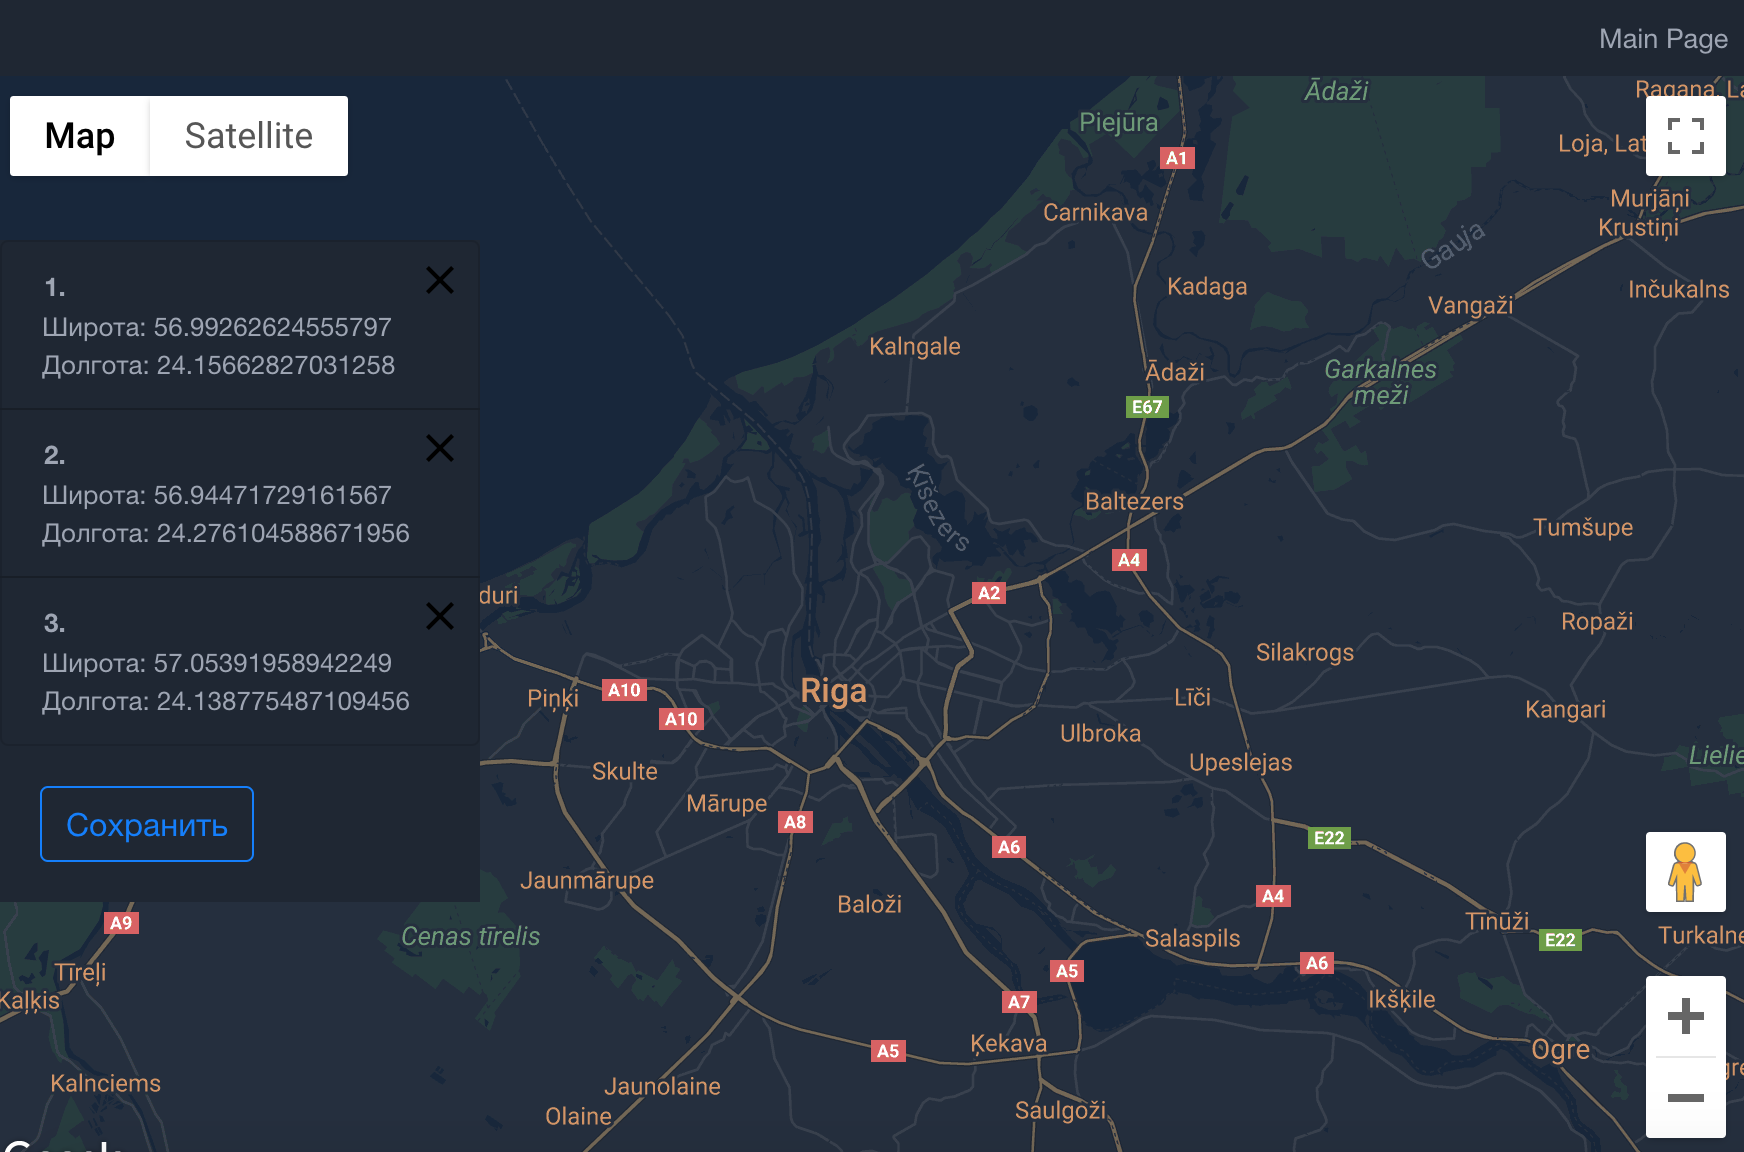 Main Page
Map
Satellite
1.
Широта: 56.99262624555797
Долгота: 24.15662827031258
2.
Широта: 56.94471729161567
Долгота: 24.276104588671956
3.
Широта: 57.05391958942249
Долгота: 24.138775487109456
Сохранить
Ādaži
Ragana, La
Piejūra
A1
Loja, Lat
Carnikava
Murjāņi
Krustiņi
Gauja
Kadaga
Inčukalns
Vangaži
Kalngale
Ādaži
Garkalnes
meži
E67
Ķīšezers
Baltezers
Tumšupe
A4
A2
duri
Ropaži
Silakrogs
Riga
Piņķi
A10
A10
Līči
Kangari
Ulbroka
Upeslejas
Lielie
Skulte
Mārupe
A8
E22
A6
Jaunmārupe
A4
Baloži
A9
Cenas tīrelis
Salaspils
Tīnūži
E22
Turkalne
Tīreļi
A5
A6
Kaļķis
A7
Ikšķile
A5
Ķekava
Ogre
Kalnciems
Jaunolaine
Olaine
Saulgoži